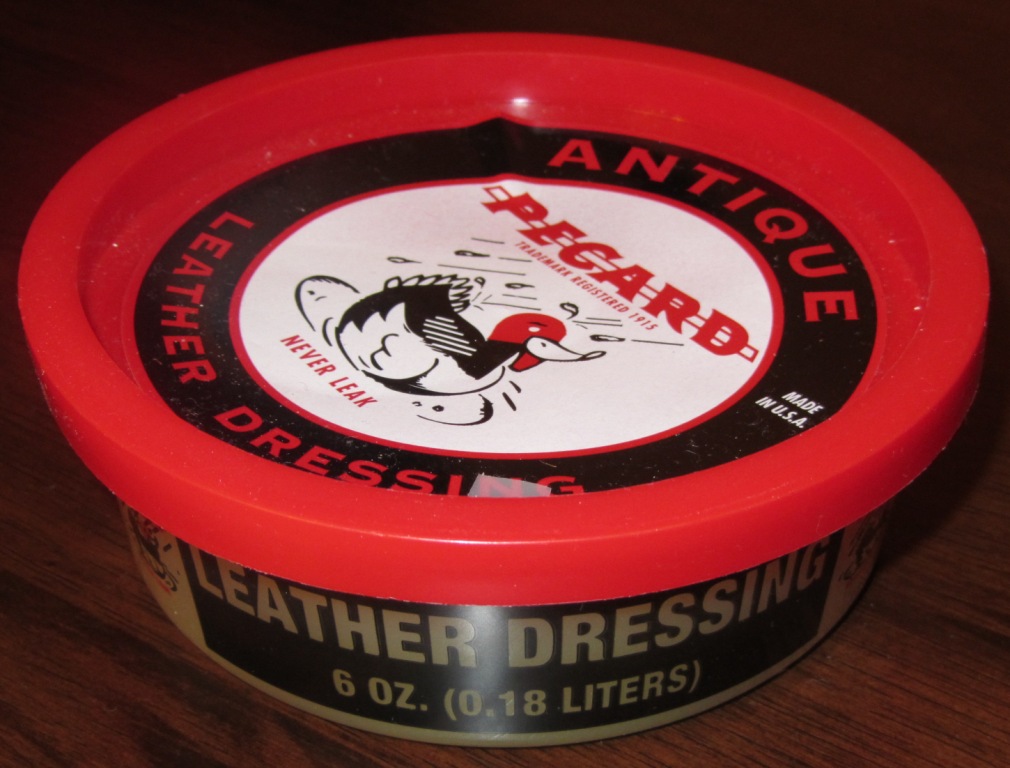 ANTIQUE
PECARD
TRADEMARK REGISTERED 1915
NEVER LEAK
MADE
IN U.S.A.
LEATHER DRESSING
LEATHER DRESSING
6 OZ. (0.18 LITERS)